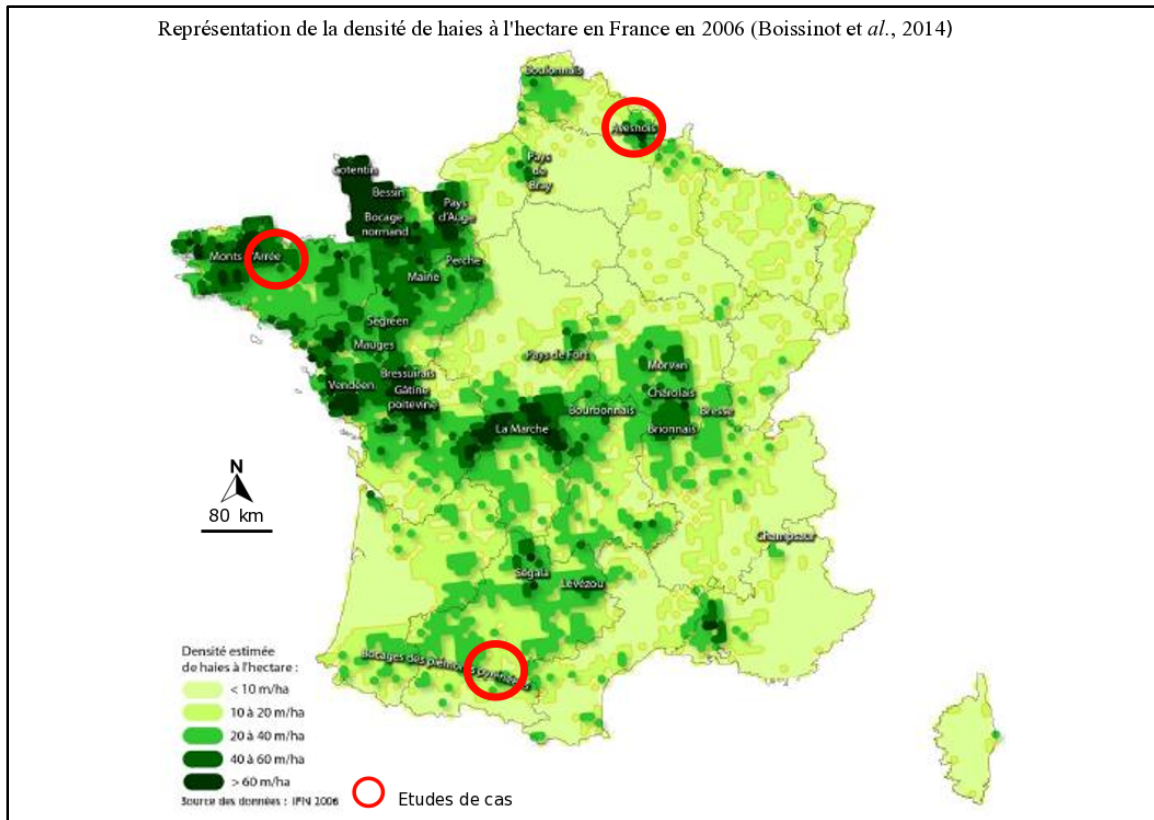 Représentation de la densité de haies à l'hectare en France en 2006 (Boissinot et al., 2014)
Boulonnais
Avesnois
Pays
de
Bray
Cotentin
Bessin
Pays
d'Auge
Bocage
normand
Monts d'Arrée
Perche
Maine
Ségréen
Mauges
Pays de Fort
Morvan
Bressuirais
Vendéen
Gâtine
poitevine
Charolais
Bourbonnais
Bresse
La Marche
Brionnais
N
80 km
Champsaur
Ségala
Lévézou
Bocages des piémonts pyrénéens
Densité estimée
de haies à l'hectare :
< 10 m/ha
10 à 20 m/ha
20 à 40 m/ha
40 à 60 m/ha
> 60 m/ha
Source des données : IFN 2006
Etudes de cas